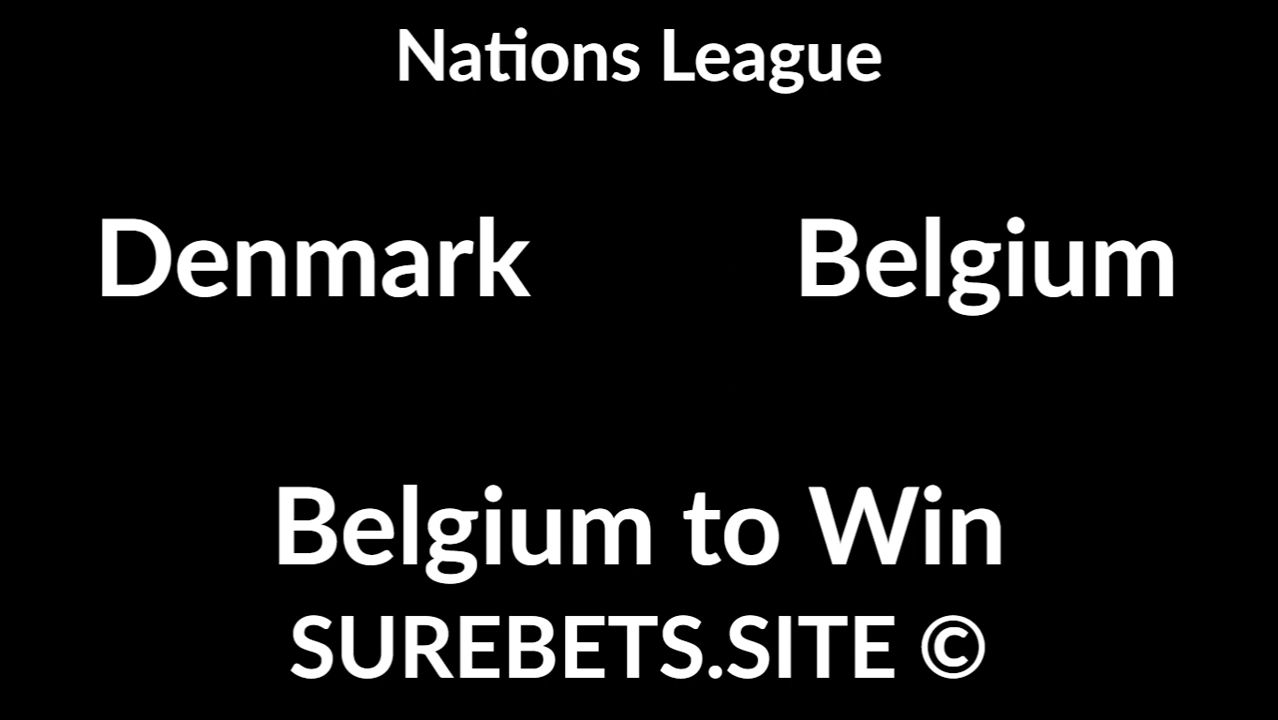 Nations League
Denmark Belgium
Belgium to Win
SUREBETS.SITE ©